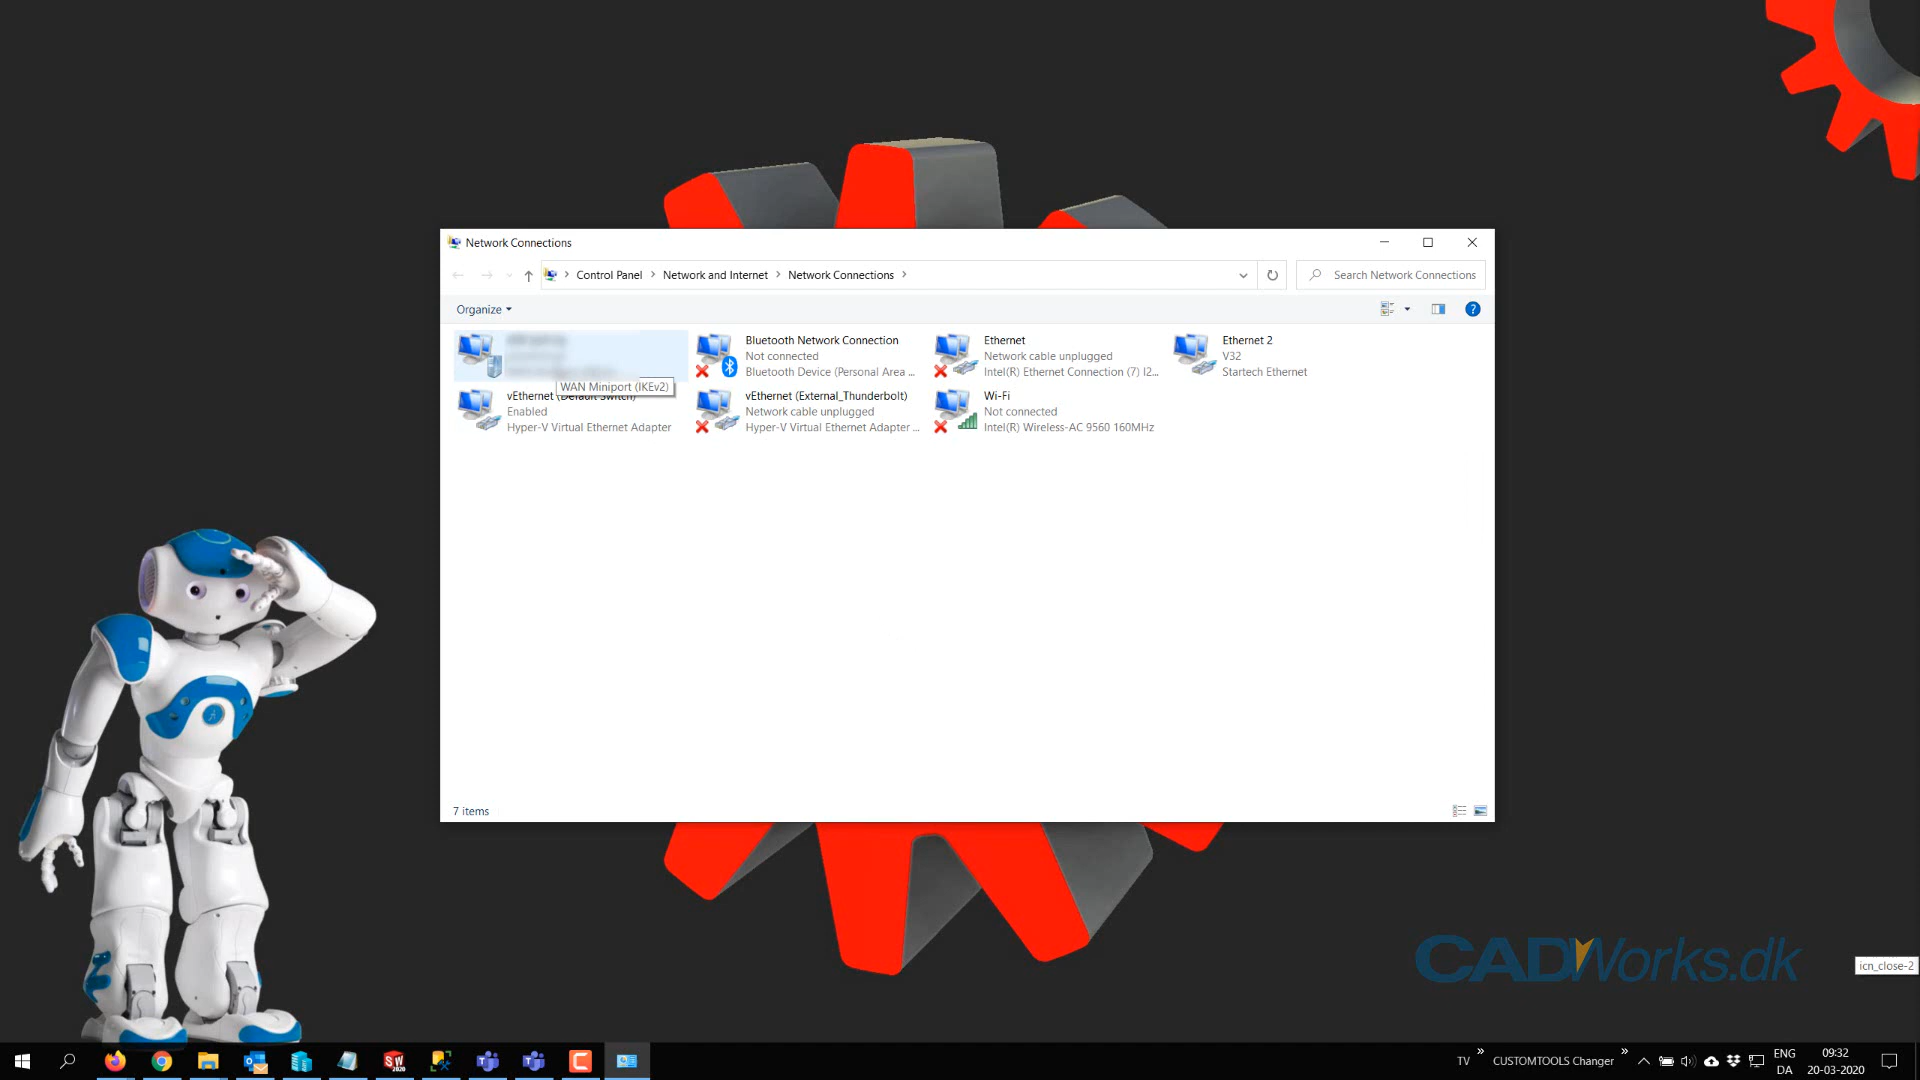 Network Connections
Control Panel
Network and Internet
Network Connections
Search Network Connections
Organize
Bluetooth Network Connection
Not connected
Bluetooth Device (Personal Area ...
Ethernet
Network cable unplugged
Intel(R) Ethernet Connection (7) I2...
Ethernet 2
V32
Startech Ethernet
WAN Miniport (IKEv2)
vEthernet (Default Switch)
Enabled
Hyper-V Virtual Ethernet Adapter
vEthernet (External_Thunderbolt)
Network cable unplugged
Hyper-V Virtual Ethernet Adapter ...
Wi-Fi
Not connected
Intel(R) Wireless-AC 9560 160MHz
7 items
CADWorks.dk
icn_close-2
SW
2020
TV
CUSTOMTOOLS Changer
ENG
DA
09:32
20-03-2020